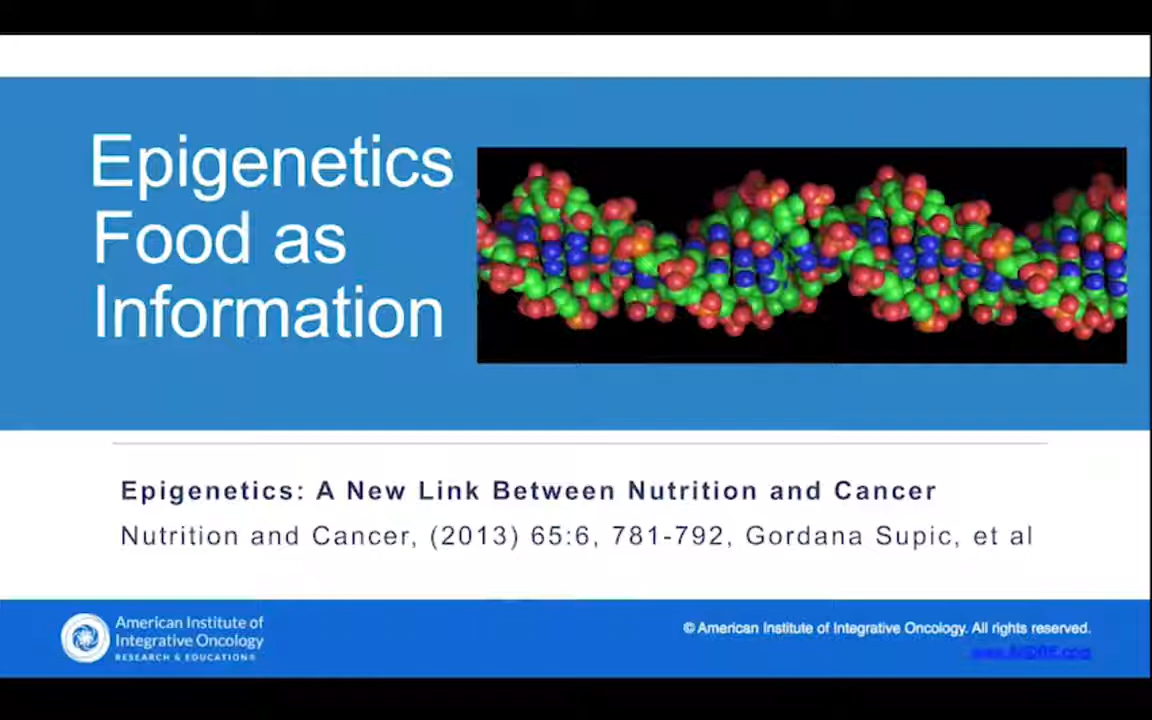 Epigenetics
Food as
Information
Epigenetics: A New Link Between Nutrition and Cancer
Nutrition and Cancer, (2013) 65:6, 781-792, Gordana Supic, et al
American Institute of
Integrative Oncology
RESEARCH & EDUCATION®
© American Institute of Integrative Oncology. All rights reserved.